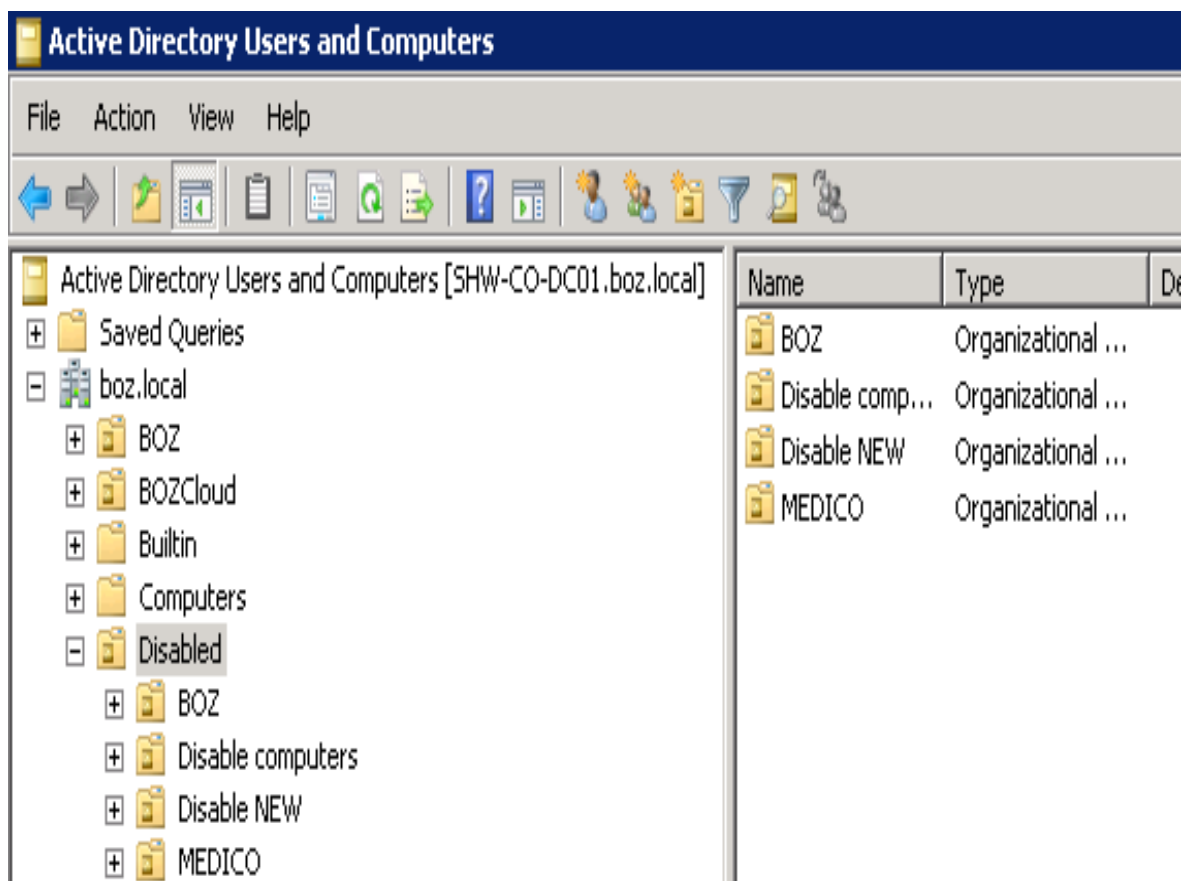 Active Directory Users and Computers
File Action View Help
Active Directory Users and Computers [SHW-CO-DC01.boz.local]
Saved Queries
boz.local
BOZ
BOZCloud
Builtin
Computers
Disabled
BOZ
Disable computers
Disable NEW
MEDICO
Name Type De
BOZ Organizational ...
Disable comp... Organizational ...
Disable NEW Organizational ...
MEDICO Organizational ...